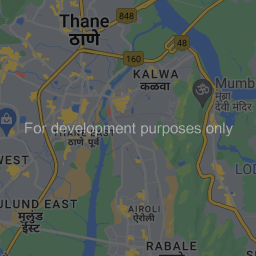 848
Thane
ठाणे
48
160
KALWA
कळवा
Mumb
मुंब्रा
देवी मंदिर
For development purposes only
THANE EAST
ठाणे पूर्व
WEST
LOD
ULUND EAST
मुलुंड
ईस्ट
AIROLI
ऐरोली
RABALE